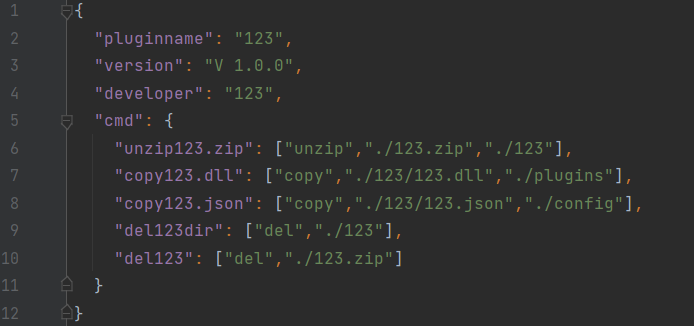 1 {
2 "pluginname": "123",
3 "version": "V 1.0.0",
4 "developer": "123",
5 "cmd": {
6 "unzip123.zip": ["unzip","./123.zip","./123"],
7 "copy123.dll": ["copy","./123/123.dll","./plugins"],
8 "copy123.json": ["copy","./123/123.json","./config"],
9 "del123dir": ["del","./123"],
10 "del123": ["del","./123.zip"]
11 }
12 }